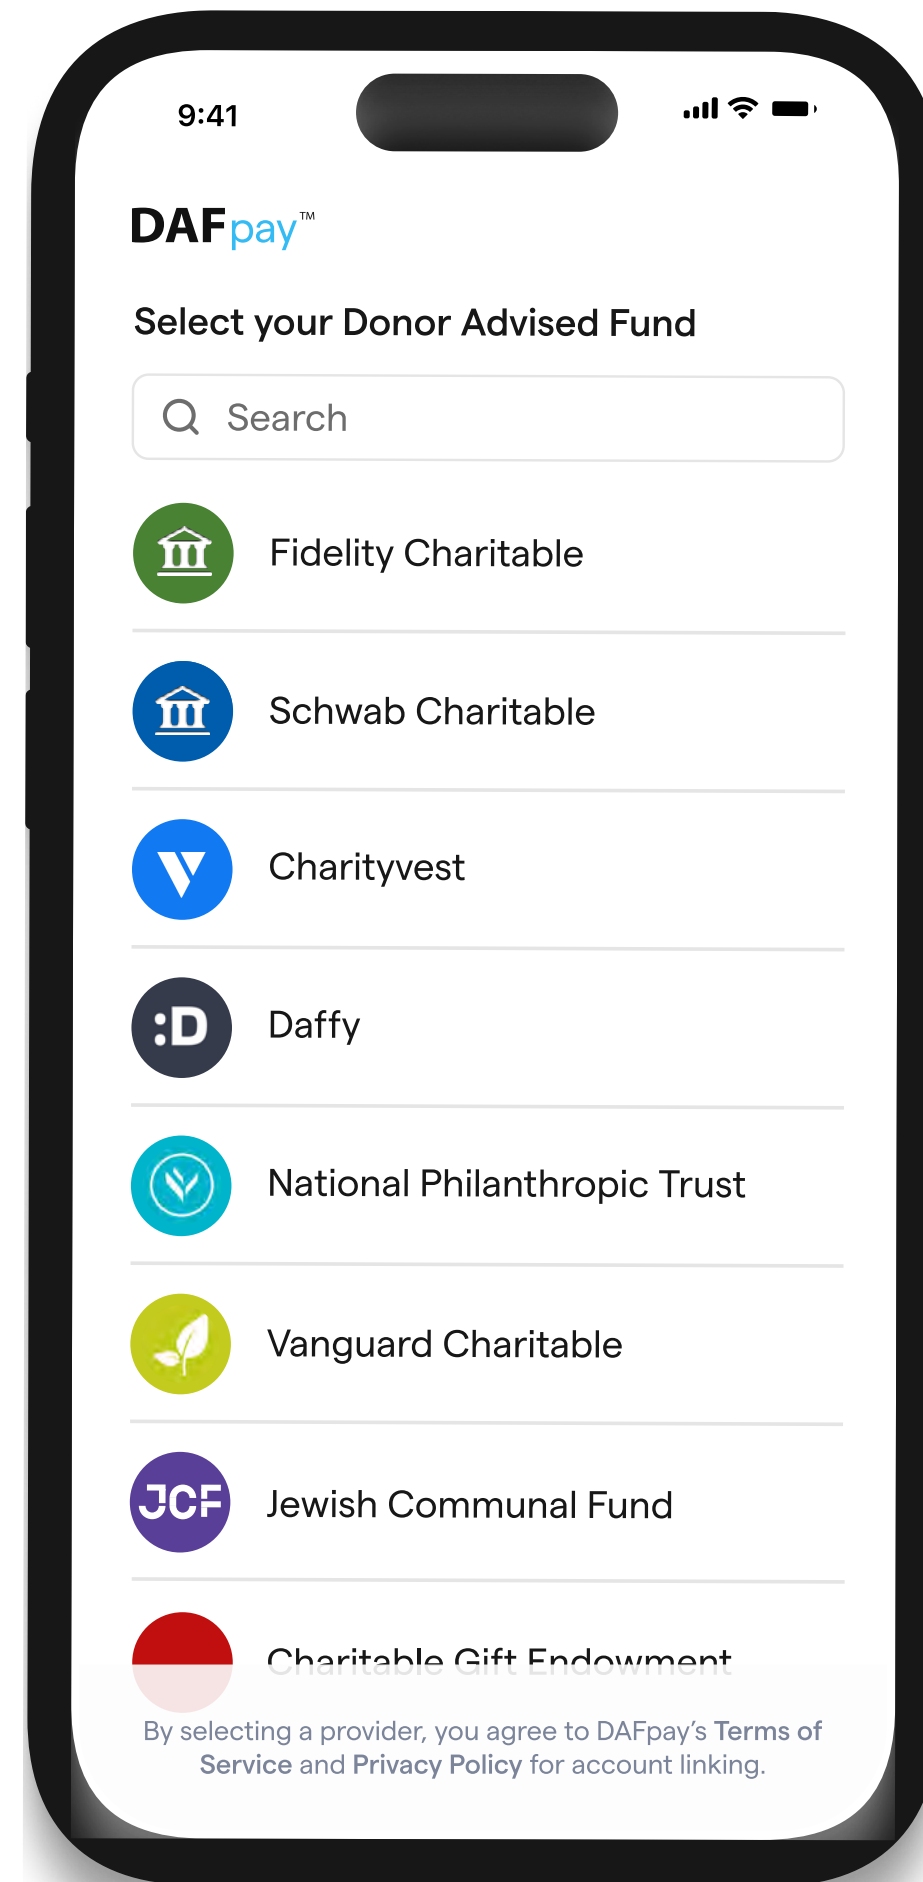 9:41
DAFpay™
Select your Donor Advised Fund
Search
Fidelity Charitable
Schwab Charitable
Charityvest
:D Daffy
National Philanthropic Trust
Vanguard Charitable
JCF Jewish Communal Fund
Charitable Gift Endowment
By selecting a provider, you agree to DAFpay’s Terms of
Service and Privacy Policy for account linking.